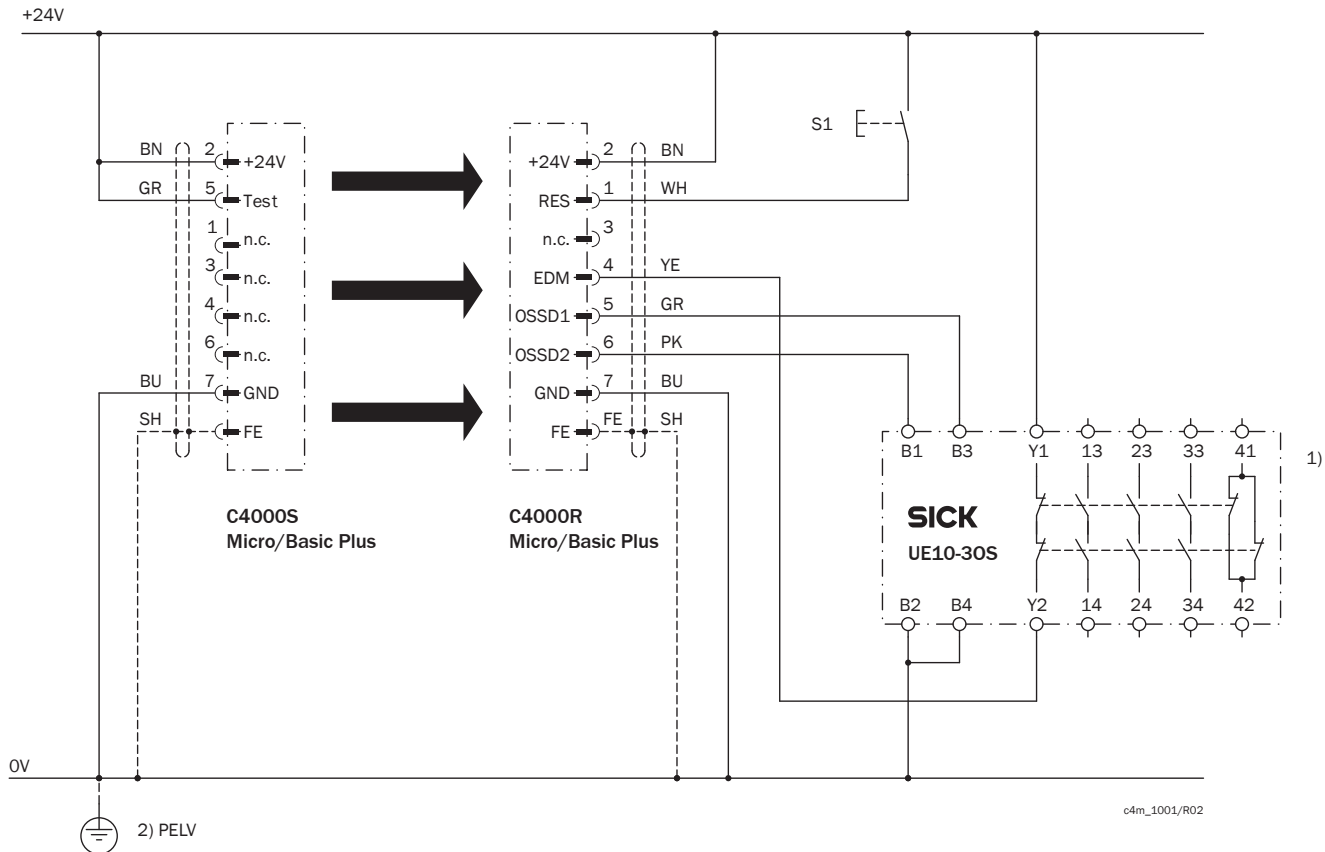 +24V
S1
BN 2 +24V
GR 5 Test
1 n.c.
3 n.c.
4 n.c.
6 n.c.
BU 7 GND
SH FE
C4000S
Micro/Basic Plus
+24V 2 BN
RES 1 WH
n.c. 3
EDM 4 YE
OSSD1 5 GR
OSSD2 6 PK
GND 7 BU
FE FE SH
C4000R
Micro/Basic Plus
B1 B3 Y1 13 23 33 41
1)
SICK
UE10-3OS
B2 B4 Y2 14 24 34 42
0V
2) PELV
c4m_1001/R02